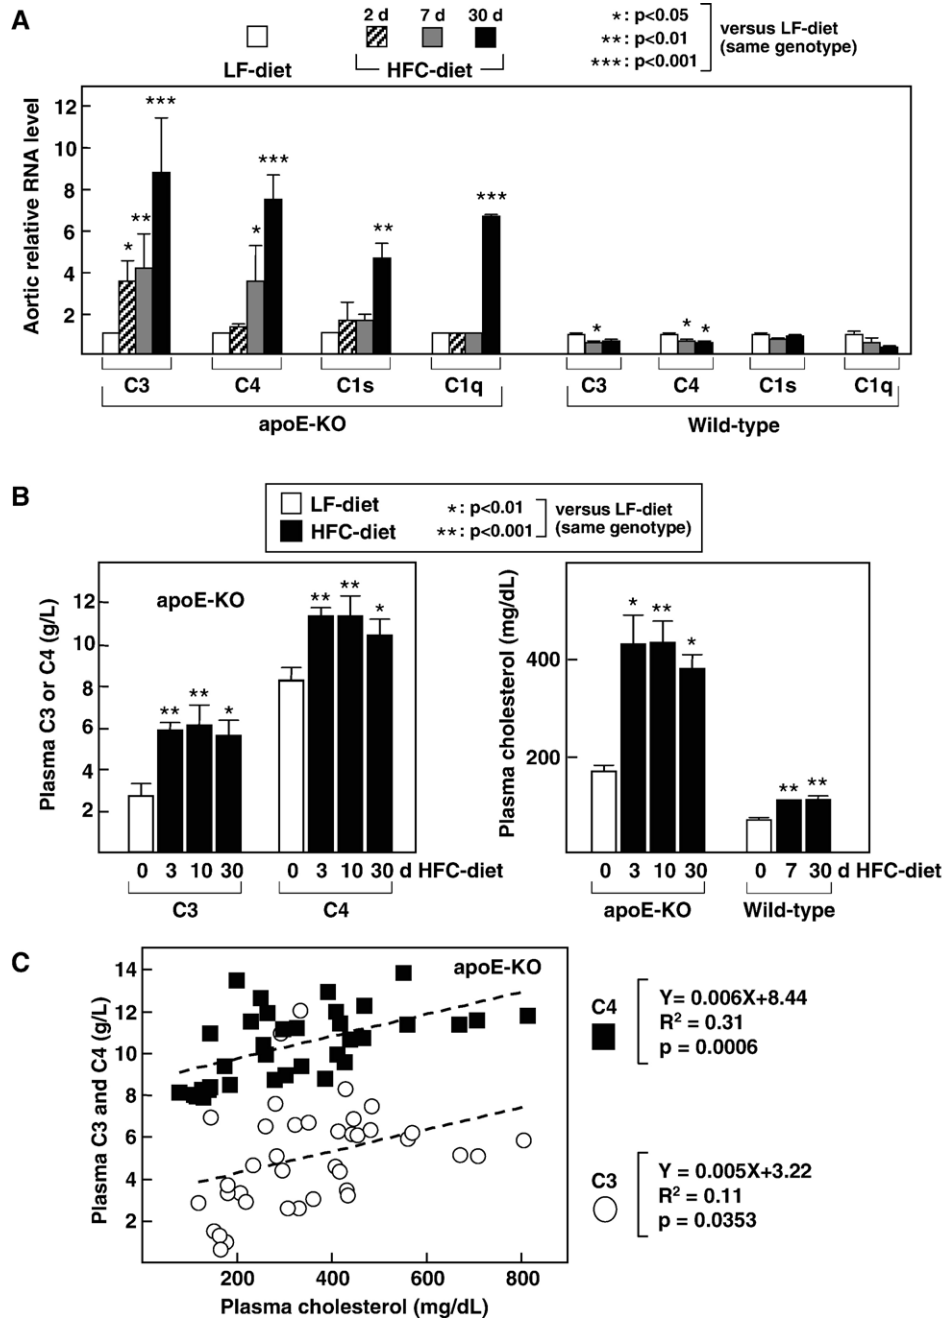 A
2 d 7 d 30 d
LF-diet HFC-diet
*: p<0.05
**: p<0.01
***: p<0.001
versus LF-diet
(same genotype)
Aortic relative RNA level
12
10
8
6
4
2
* ** *** * *** ** *** * * *
C3 C4 C1s C1q C3 C4 C1s C1q
apoE-KO Wild-type
B
LF-diet
HFC-diet
*: p<0.01
**: p<0.001
versus LF-diet
(same genotype)
apoE-KO
Plasma C3 or C4 (g/L)
12
10
8
6
4
2
** ** * ** ** *
0 3 10 30 0 3 10 30 d HFC-diet
C3 C4
Plasma cholesterol (mg/dL)
400
200
* ** * ** **
0 3 10 30 0 7 30 d HFC-diet
apoE-KO Wild-type
C
apoE-KO
Plasma C3 and C4 (g/L)
14
12
10
8
6
4
2
200 400 600 800
Plasma cholesterol (mg/dL)
C4
Y= 0.006X+8.44
R² = 0.31
p = 0.0006
C3
Y = 0.005X+3.22
R² = 0.11
p = 0.0353